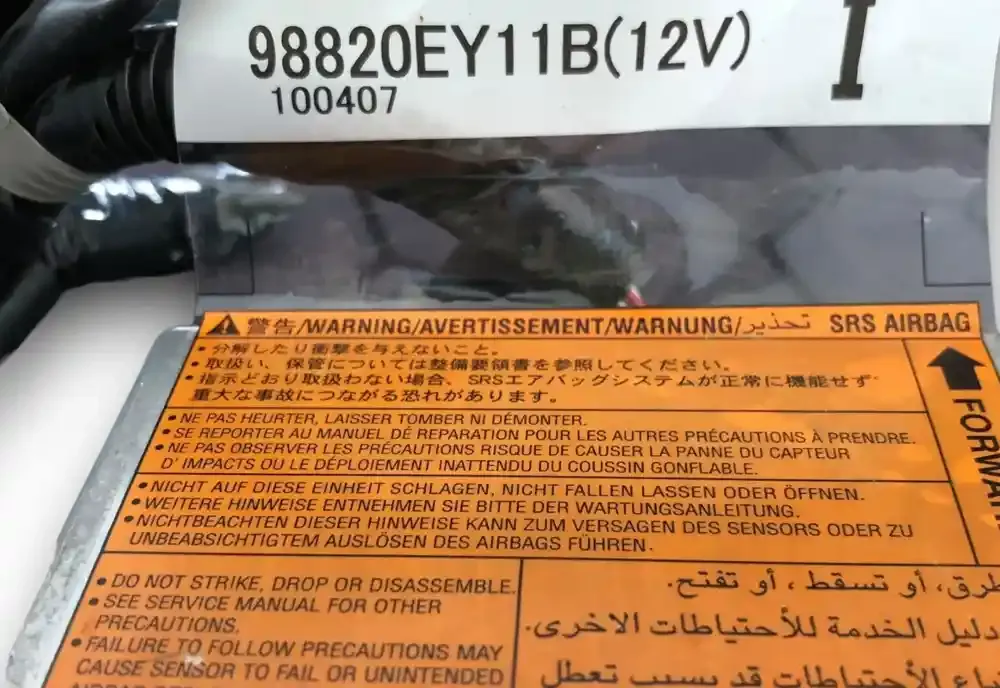 98820EY11B(12V) I
100407
警告/WARNING/AVERTISSEMENT/WARNUNG/تحذير SRS AIRBAG
• 分解したり衝撃を与えないこと。
• 取扱い、保管については整備要領書を参照してください。
• 指示どおり取扱わない場合、SRSエアバッグシステムが正常に機能せず
重大な事故につながる恐れがあります。
FORWAR
• NE PAS HEURTER, LAISSER TOMBER NI DÉMONTER.
• SE REPORTER AU MANUEL DÉ REPARATION POUR LES AUTRES PRÉCAUTIONS À PRENDRE.
• NE PAS OBSERVER LES PRÉCAUTIONS RISQUE DE CAUSER LA PANNE DU CAPTEUR
D' IMPACTS OU LE DÉPLOIEMENT INATTENDU DU COUSSIN GONFLABLE.
• NICHT AUF DIESE EINHEIT SCHLAGEN, NICHT FALLEN LASSEN ODER ÖFFNEN.
• WEITERE HINWEISE ENTNEHMEN SIE BITTE DER WARTUNGSANLEITUNG.
• NICHTBEACHTEN DIESER HINWEISE KANN ZUM VERSAGEN DES SENSORS ODER ZU
UNBEABSICHTIGTEM AUSLÖSEN DES AIRBAGS FÜHREN.
• DO NOT STRIKE, DROP OR DISASSEMBLE.
• SEE SERVICE MANUAL FOR OTHER
PRECAUTIONS.
• FAILURE TO FOLLOW PRECAUTIONS MAY
CAUSE SENSOR TO FAIL OR UNINTENDED
AIRBAG
طرق، أو تسقط ، أو تفتح.
دليل الخدمة للأحتياطات الاخرى.
الأحتياطات قد يسبب تعطل